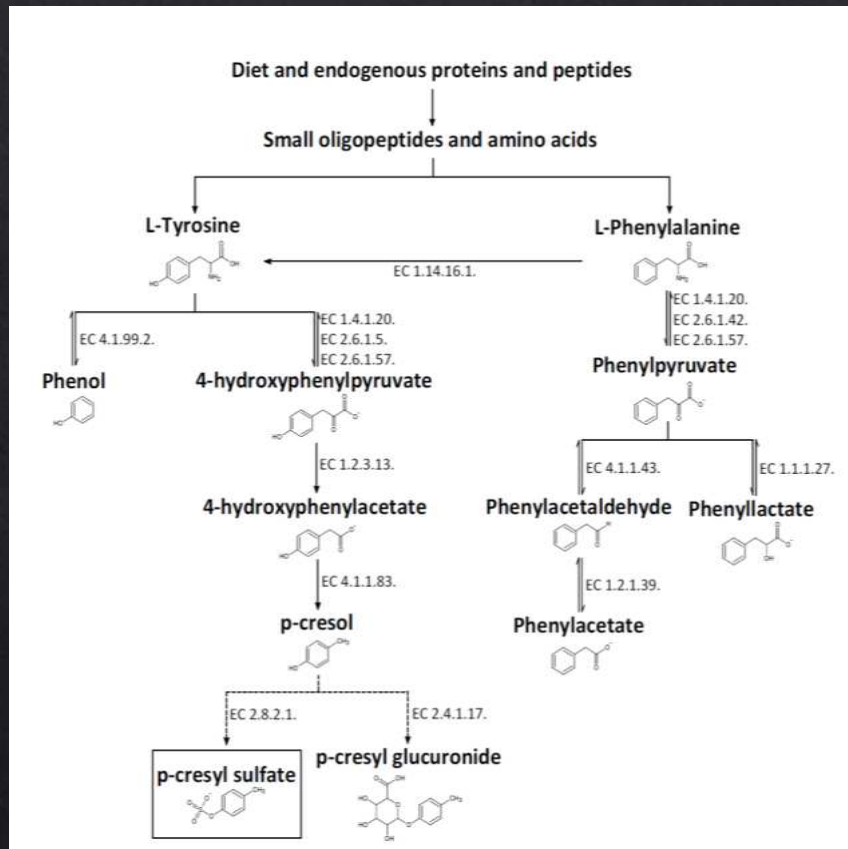 Diet and endogenous proteins and peptides
Small oligopeptides and amino acids
L-Tyrosine
L-Phenylalanine
EC 1.14.16.1.
EC 4.1.99.2.
EC 1.4.1.20.
EC 2.6.1.5.
EC 2.6.1.57.
EC 1.4.1.20.
EC 2.6.1.42.
EC 2.6.1.57.
Phenol
4-hydroxyphenylpyruvate
Phenylpyruvate
EC 1.2.3.13.
EC 4.1.1.43.
EC 1.1.1.27.
4-hydroxyphenylacetate
Phenylacetaldehyde
Phenyllactate
EC 4.1.1.83.
EC 1.2.1.39.
p-cresol
Phenylacetate
EC 2.8.2.1.
EC 2.4.1.17.
p-cresyl sulfate
p-cresyl glucuronide